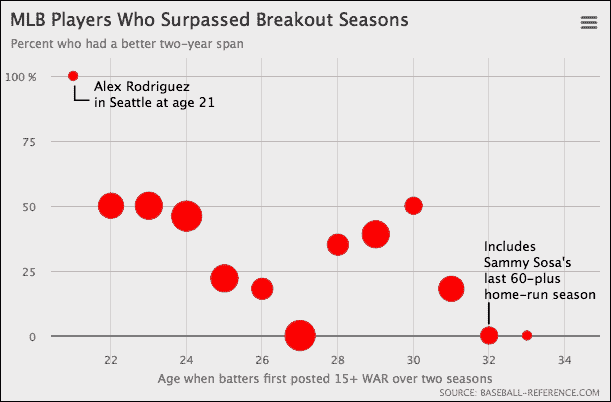 MLB Players Who Surpassed Breakout Seasons
Percent who had a better two-year span
100 %
Alex Rodriguez
in Seattle at age 21
75
50
Includes
Sammy Sosa's
last 60-plus
home-run season
25
0
22 24 26 28 30 32 34
Age when batters first posted 15+ WAR over two seasons
SOURCE: BASEBALL-REFERENCE.COM